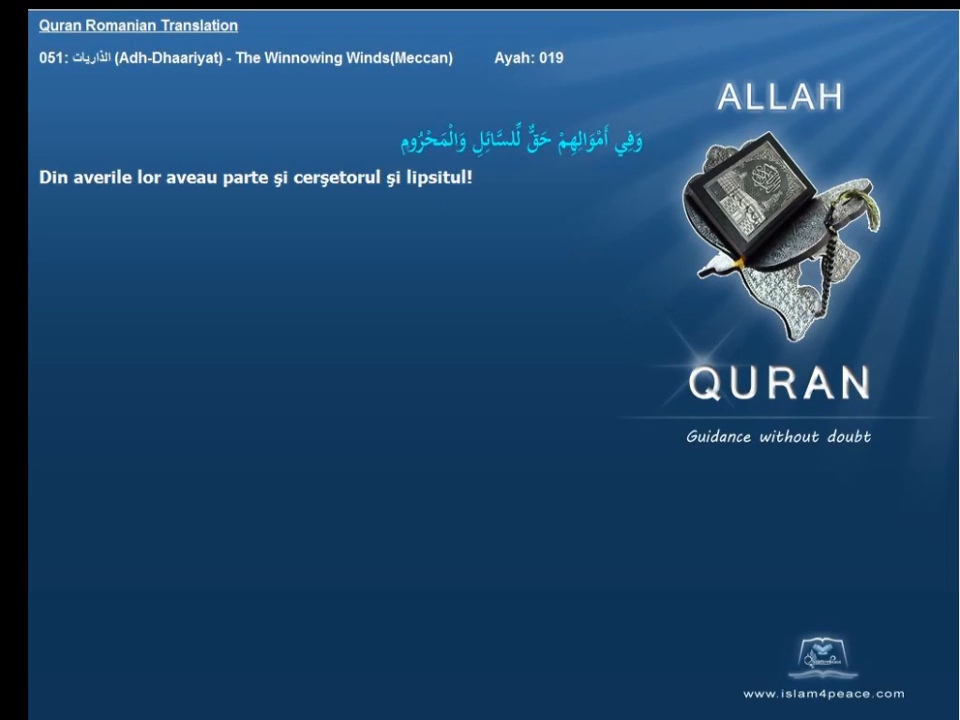 Quran Romanian Translation
051: الذاريات (Adh-Dhaariyat) - The Winnowing Winds(Meccan) Ayah: 019
وَفِي أَمْوَالِهِمْ حَقٌّ لِّلسَّائِلِ وَالْمَحْرُومِ
Din averile lor aveau parte şi cerşetorul şi lipsitul!
ALLAH
QURAN
Guidance without doubt
www.islam4peace.com